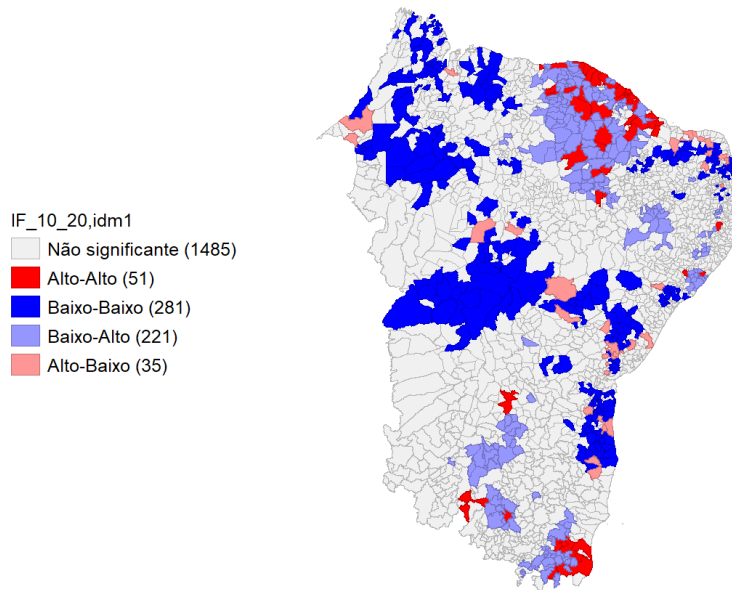 IF_10_20,idm1
Não significante (1485)
Alto-Alto (51)
Baixo-Baixo (281)
Baixo-Alto (221)
Alto-Baixo (35)